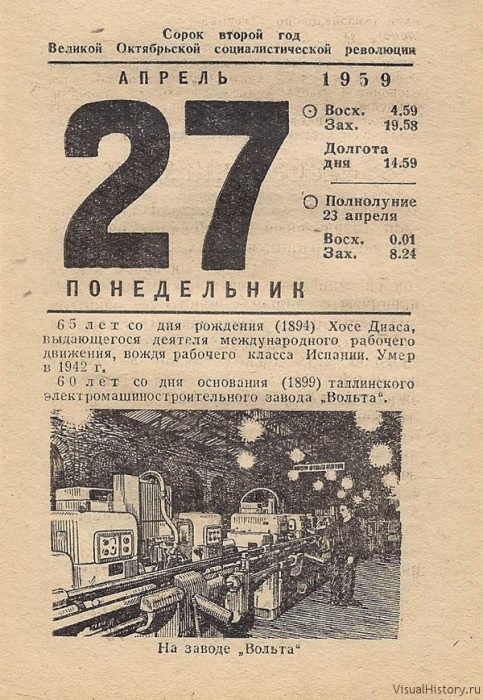 Сорок второй год
Великой Октябрьской социалистической революции
АПРЕЛЬ 1959
27
Восх. 4.59
Зах. 19.58
Долгота
дня 14.59
Полнолуние
23 апреля
Восх. 0.01
Зах. 8.24
ПОНЕДЕЛЬНИК
65 лет со дня рождения (1894) Хосе Диаса,
выдающегося деятеля международного рабочего
движения, вождя рабочего класса Испании. Умер
в 1942 г.
60 лет со дня основания (1899) таллинского
электромашиностроительного завода „Вольта“.
На заводе „Вольта“
VisualHistory.ru